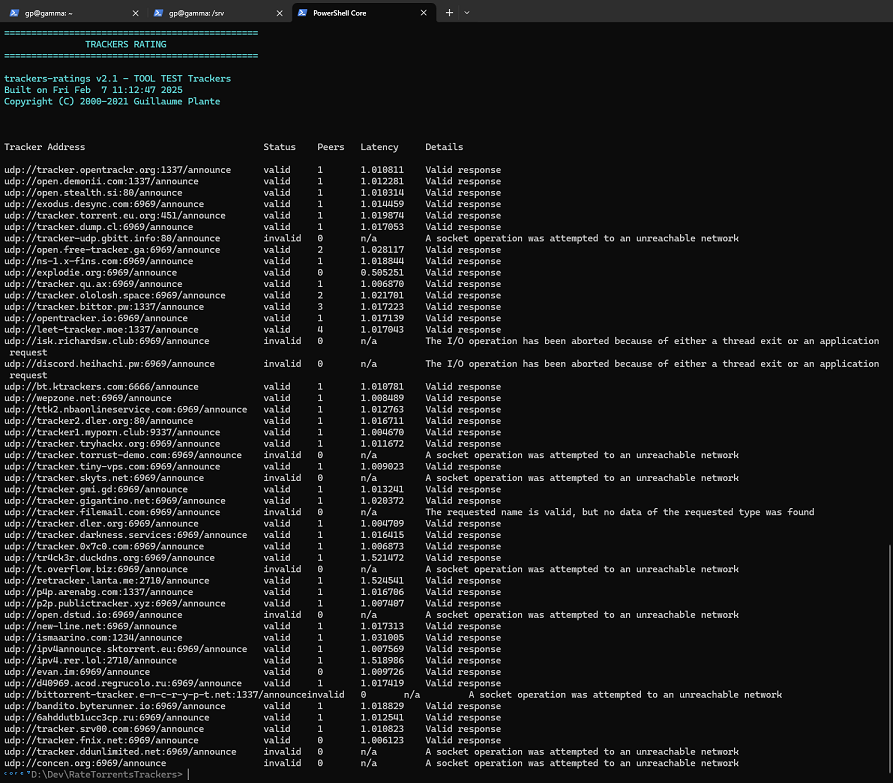 gp@gamma: ~
gp@gamma: /srv
PowerShell Core
===============================================
TRACKERS RATING
===============================================
trackers-ratings v2.1 - TOOL TEST Trackers
Built on Fri Feb  7 11:12:47 2025
Copyright (C) 2000-2021 Guillaume Plante
Tracker Address Status Peers Latency Details
udp://tracker.opentrackr.org:1337/announce valid 1 1.010811 Valid response
udp://open.demonii.com:1337/announce valid 1 1.012281 Valid response
udp://open.stealth.si:80/announce valid 1 1.010314 Valid response
udp://exodus.desync.com:6969/announce valid 1 1.014459 Valid response
udp://tracker.torrent.eu.org:451/announce valid 1 1.019874 Valid response
udp://tracker.dump.cl:6969/announce valid 1 1.017053 Valid response
udp://tracker-udp.gbitt.info:80/announce invalid 0 n/a A socket operation was attempted to an unreachable network
udp://open.free-tracker.ga:6969/announce valid 2 1.028117 Valid response
udp://ns-1.x-fins.com:6969/announce valid 1 1.018844 Valid response
udp://explodie.org:6969/announce valid 0 0.505251 Valid response
udp://tracker.qu.ax:6969/announce valid 1 1.006870 Valid response
udp://tracker.ololosh.space:6969/announce valid 2 1.021701 Valid response
udp://tracker.bittor.pw:1337/announce valid 3 1.017223 Valid response
udp://opentracker.io:6969/announce valid 1 1.017139 Valid response
udp://leet-tracker.moe:1337/announce valid 4 1.017043 Valid response
udp://isk.richardsw.club:6969/announce invalid 0 n/a The I/O operation has been aborted because of either a thread exit or an application
request
udp://discord.heihachi.pw:6969/announce invalid 0 n/a The I/O operation has been aborted because of either a thread exit or an application
request
udp://bt.ktrackers.com:6666/announce valid 1 1.010781 Valid response
udp://wepzone.net:6969/announce valid 1 1.008489 Valid response
udp://ttk2.nbaonlineservice.com:6969/announce valid 1 1.012763 Valid response
udp://tracker2.dler.org:80/announce valid 1 1.016711 Valid response
udp://tracker1.myporn.club:9337/announce valid 1 1.004670 Valid response
udp://tracker.tryhackx.org:6969/announce valid 1 1.011672 Valid response
udp://tracker.torrust-demo.com:6969/announce invalid 0 n/a A socket operation was attempted to an unreachable network
udp://tracker.tiny-vps.com:6969/announce valid 1 1.009023 Valid response
udp://tracker.skyts.net:6969/announce invalid 0 n/a A socket operation was attempted to an unreachable network
udp://tracker.gmi.gd:6969/announce valid 1 1.013241 Valid response
udp://tracker.gigantino.net:6969/announce valid 1 1.020372 Valid response
udp://tracker.filemail.com:6969/announce invalid 0 n/a The requested name is valid, but no data of the requested type was found
udp://tracker.dler.org:6969/announce valid 1 1.004709 Valid response
udp://tracker.darkness.services:6969/announce valid 1 1.016415 Valid response
udp://tracker.0x7c0.com:6969/announce valid 1 1.006873 Valid response
udp://tr4ck3r.duckdns.org:6969/announce valid 1 1.521472 Valid response
udp://t.overflow.biz:6969/announce invalid 0 n/a A socket operation was attempted to an unreachable network
udp://retracker.lanta.me:2710/announce valid 1 1.524541 Valid response
udp://p4p.arenabg.com:1337/announce valid 1 1.016706 Valid response
udp://p2p.publictracker.xyz:6969/announce valid 1 1.007407 Valid response
udp://open.dstud.io:6969/announce invalid 0 n/a A socket operation was attempted to an unreachable network
udp://new-line.net:6969/announce valid 1 1.017313 Valid response
udp://ismaarino.com:1234/announce valid 1 1.031005 Valid response
udp://ipv4announce.sktorrent.eu:6969/announce valid 1 1.007569 Valid response
udp://ipv4.rer.lol:2710/announce valid 1 1.518986 Valid response
udp://evan.im:6969/announce valid 0 1.009726 Valid response
udp://d40969.acod.regrucolo.ru:6969/announce valid 1 1.017419 Valid response
udp://bittorrent-tracker.e-n-c-r-y-p-t.net:1337/announceinvalid 0 n/a A socket operation was attempted to an unreachable network
udp://bandito.byterunner.io:6969/announce valid 1 1.018829 Valid response
udp://6ahddutb1ucc3cp.ru:6969/announce valid 1 1.012541 Valid response
udp://tracker.srv00.com:6969/announce valid 1 1.010823 Valid response
udp://tracker.fnix.net:6969/announce valid 0 1.006123 Valid response
udp://tracker.ddunlimited.net:6969/announce invalid 0 n/a A socket operation was attempted to an unreachable network
udp://concen.org:6969/announce invalid 0 n/a A socket operation was attempted to an unreachable network
core "D:\Dev\RateTorrentsTrackers>